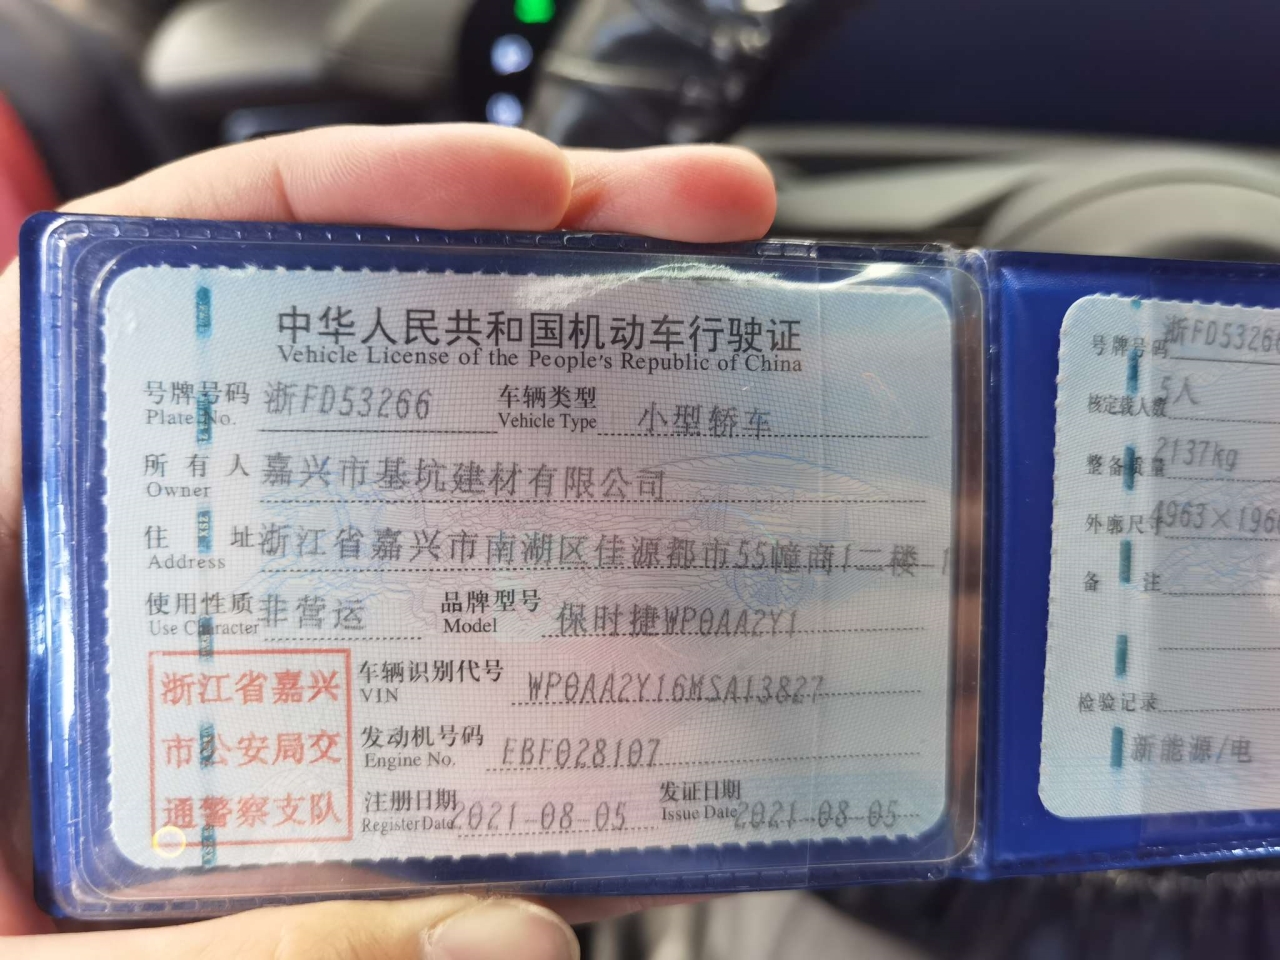 中华人民共和国机动车行驶证
Vehicle License of the People's Republic of China
号牌号码 浙FD53266 车辆类型 小型轿车
Plate No. Vehicle Type
所有人 嘉兴市基坑建材有限公司
Owner
住址 浙江省嘉兴市南湖区佳源都市55幢商1二楼-1
Address
使用性质 非营运 品牌型号 保时捷WP0AA2Y1
Use Character Model
浙江省嘉兴
市公安局交
通警察支队
车辆识别代号 WP0AA2Y16MSA13827
VIN
发动机号码 EBF028107
Engine No.
注册日期 2021-08-05 发证日期 2021-08-05
Register Date Issue Date
号牌号码 浙FD53266
核定载人数 5人
整备质量 2137kg
外廓尺寸 4963×196
备注
检验记录
新能源/电